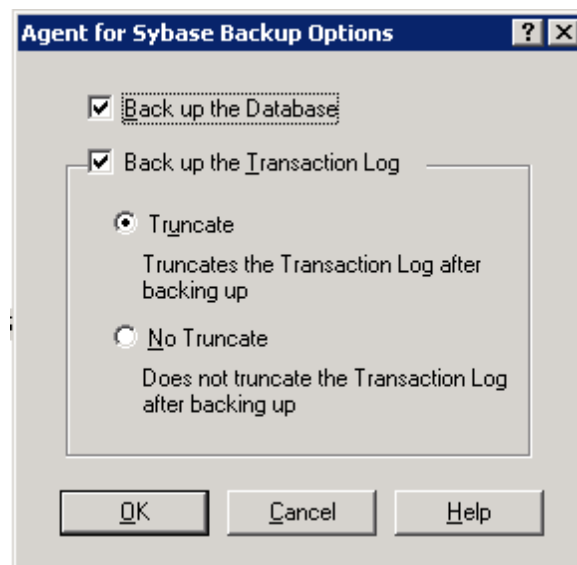 Agent for Sybase Backup Options
Back up the Database
Back up the Transaction Log
Truncate
Truncates the Transaction Log after
backing up
No Truncate
Does not truncate the Transaction Log
after backing up
OK Cancel Help